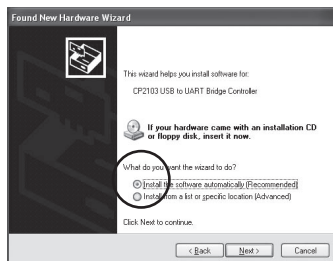 Found New Hardware Wizard
This wizard helps you install software for:
CP2103 USB to UART Bridge Controller
If your hardware came with an installation CD
or floppy disk, insert it now.
What do you want the wizard to do?
Install the software automatically (Recommended)
Install from a list or specific location (Advanced)
Click Next to continue.
< Back Next > Cancel